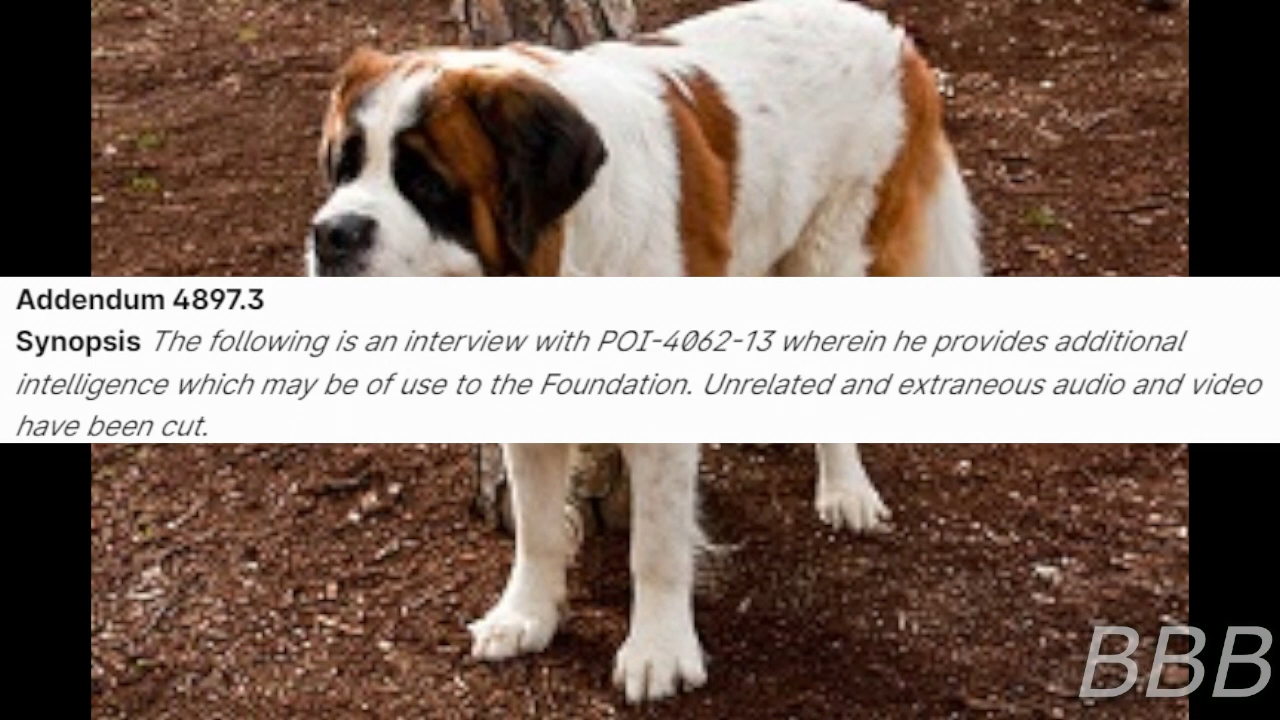 Addendum 4897.3
Synopsis The following is an interview with POI-4062-13 wherein he provides additional
intelligence which may be of use to the Foundation. Unrelated and extraneous audio and video
have been cut.
BBB